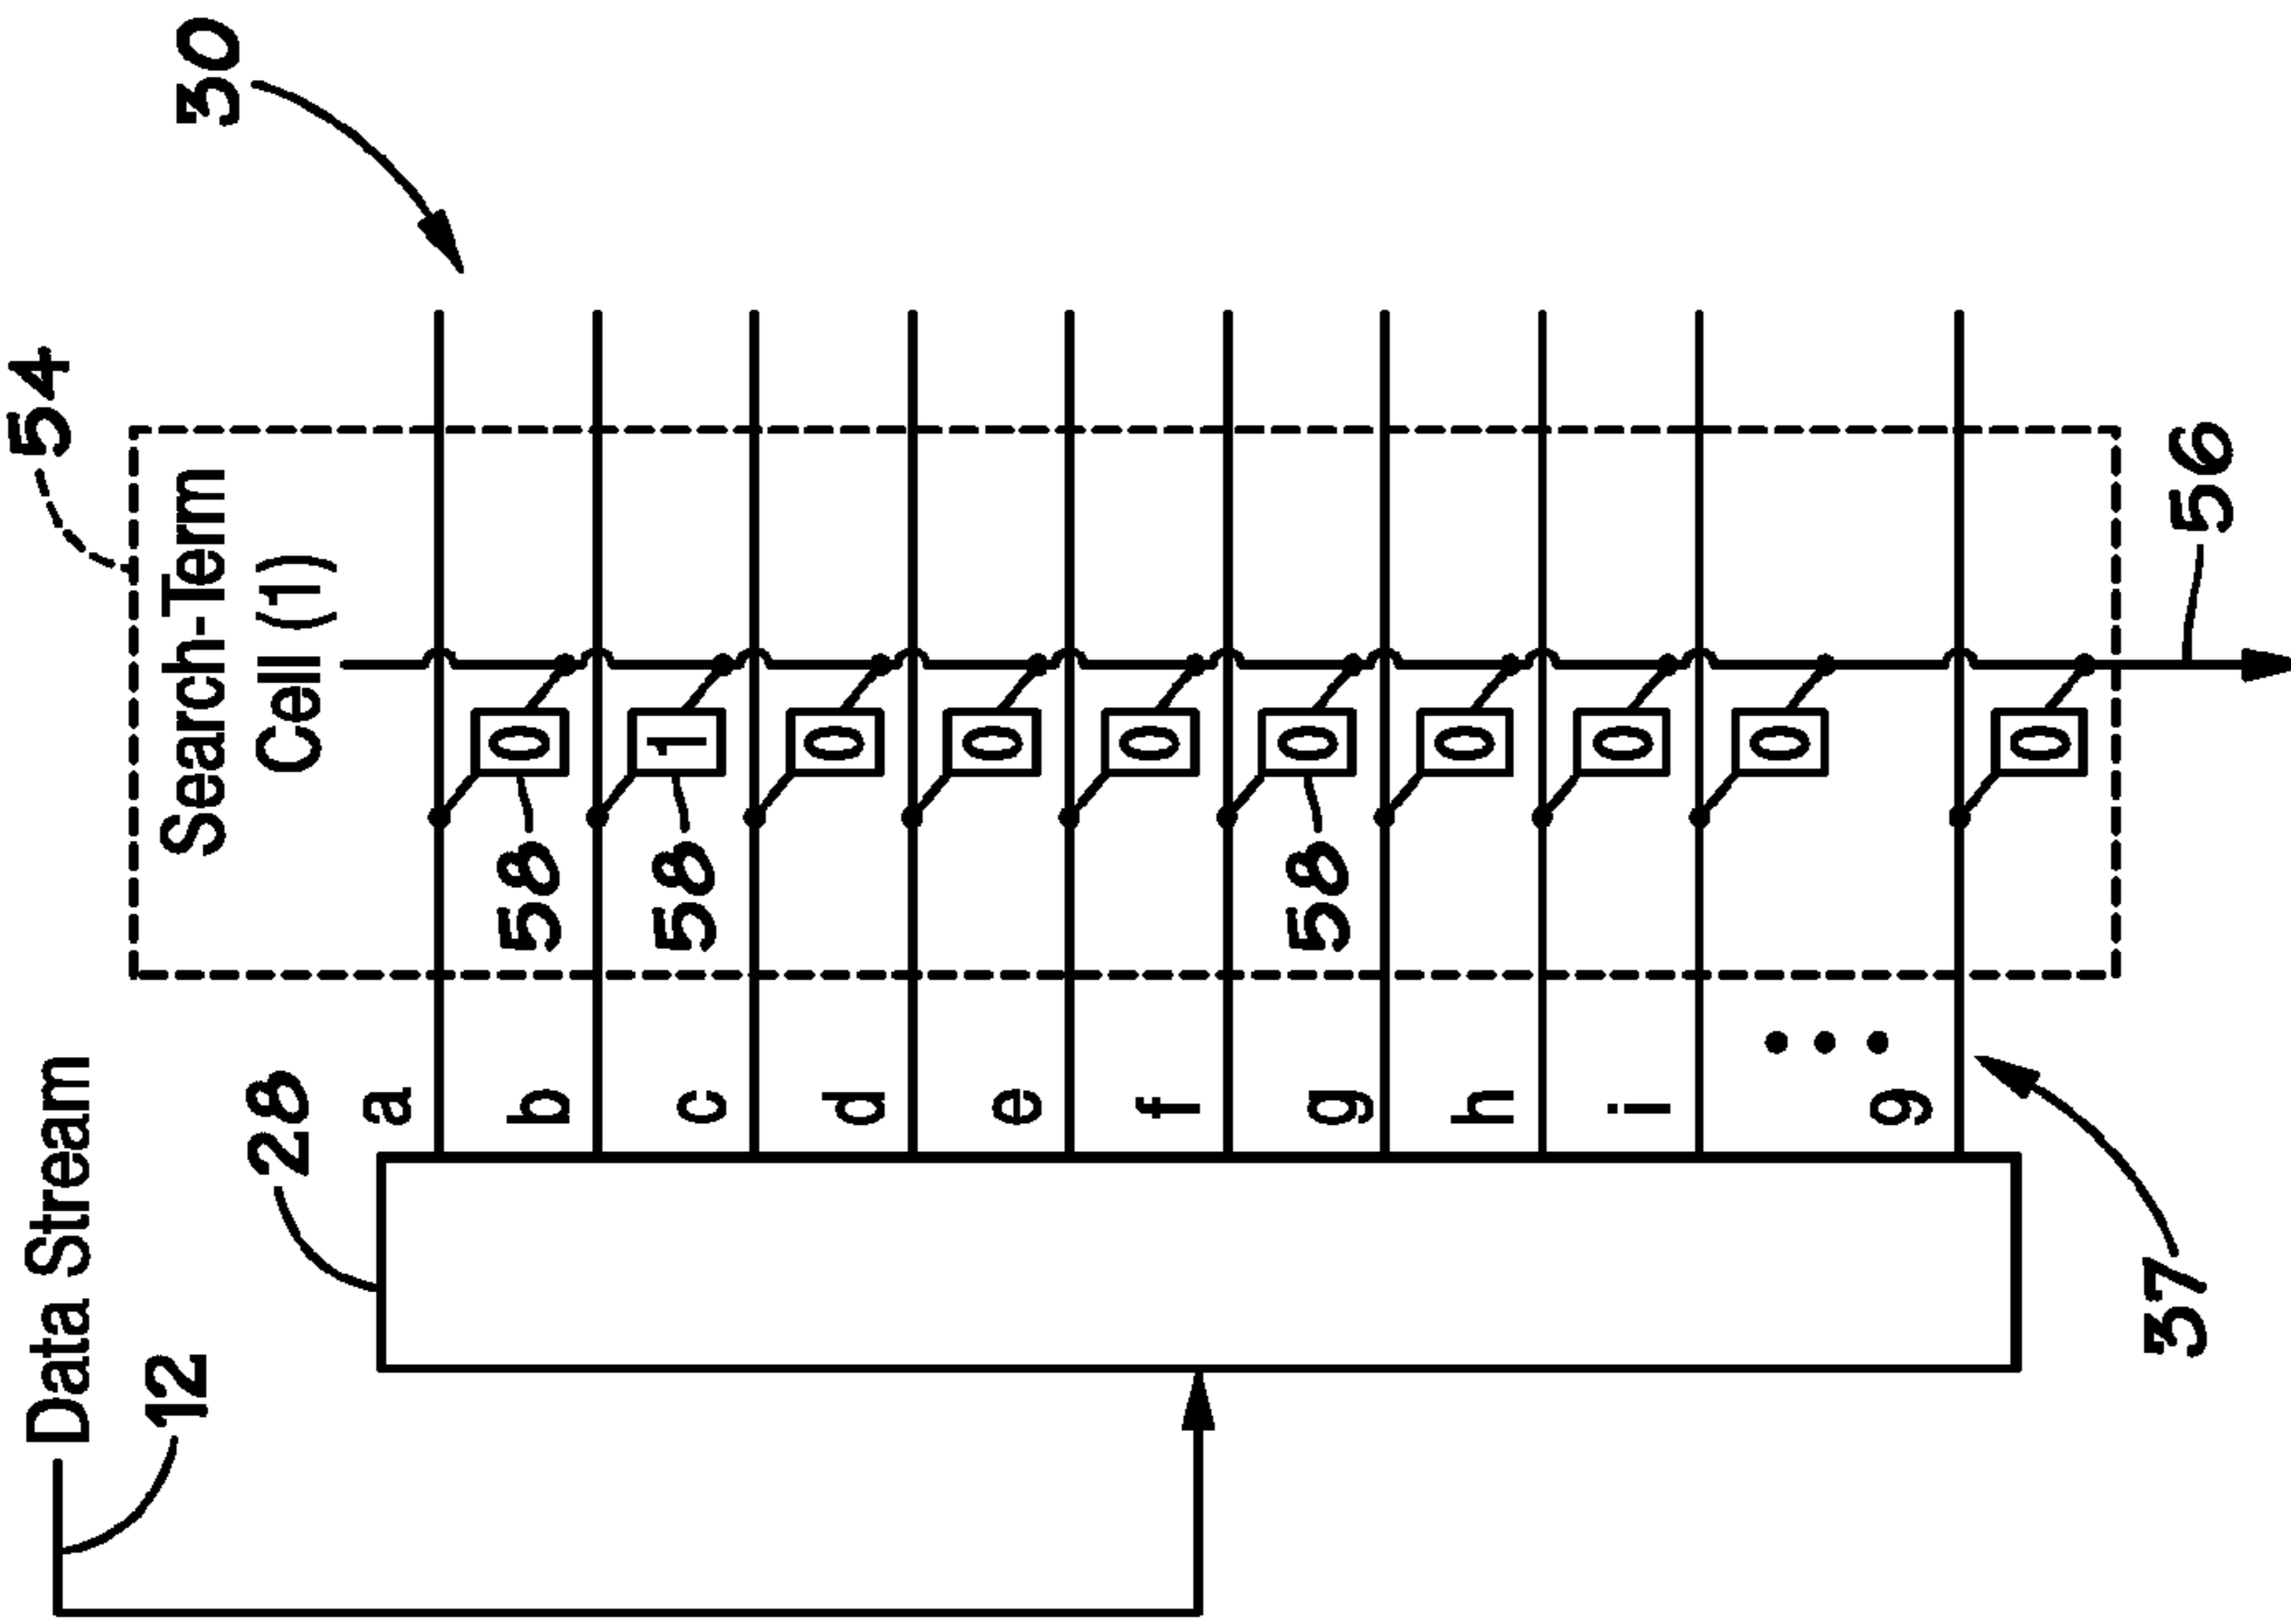 Data Stream
54
12
Search-Term
30
28
Cell (1)
a
b 58 0
c 58 1
d 0
e 0
f 0
g 58 0
h 0
i 0
0
9
0
37
56